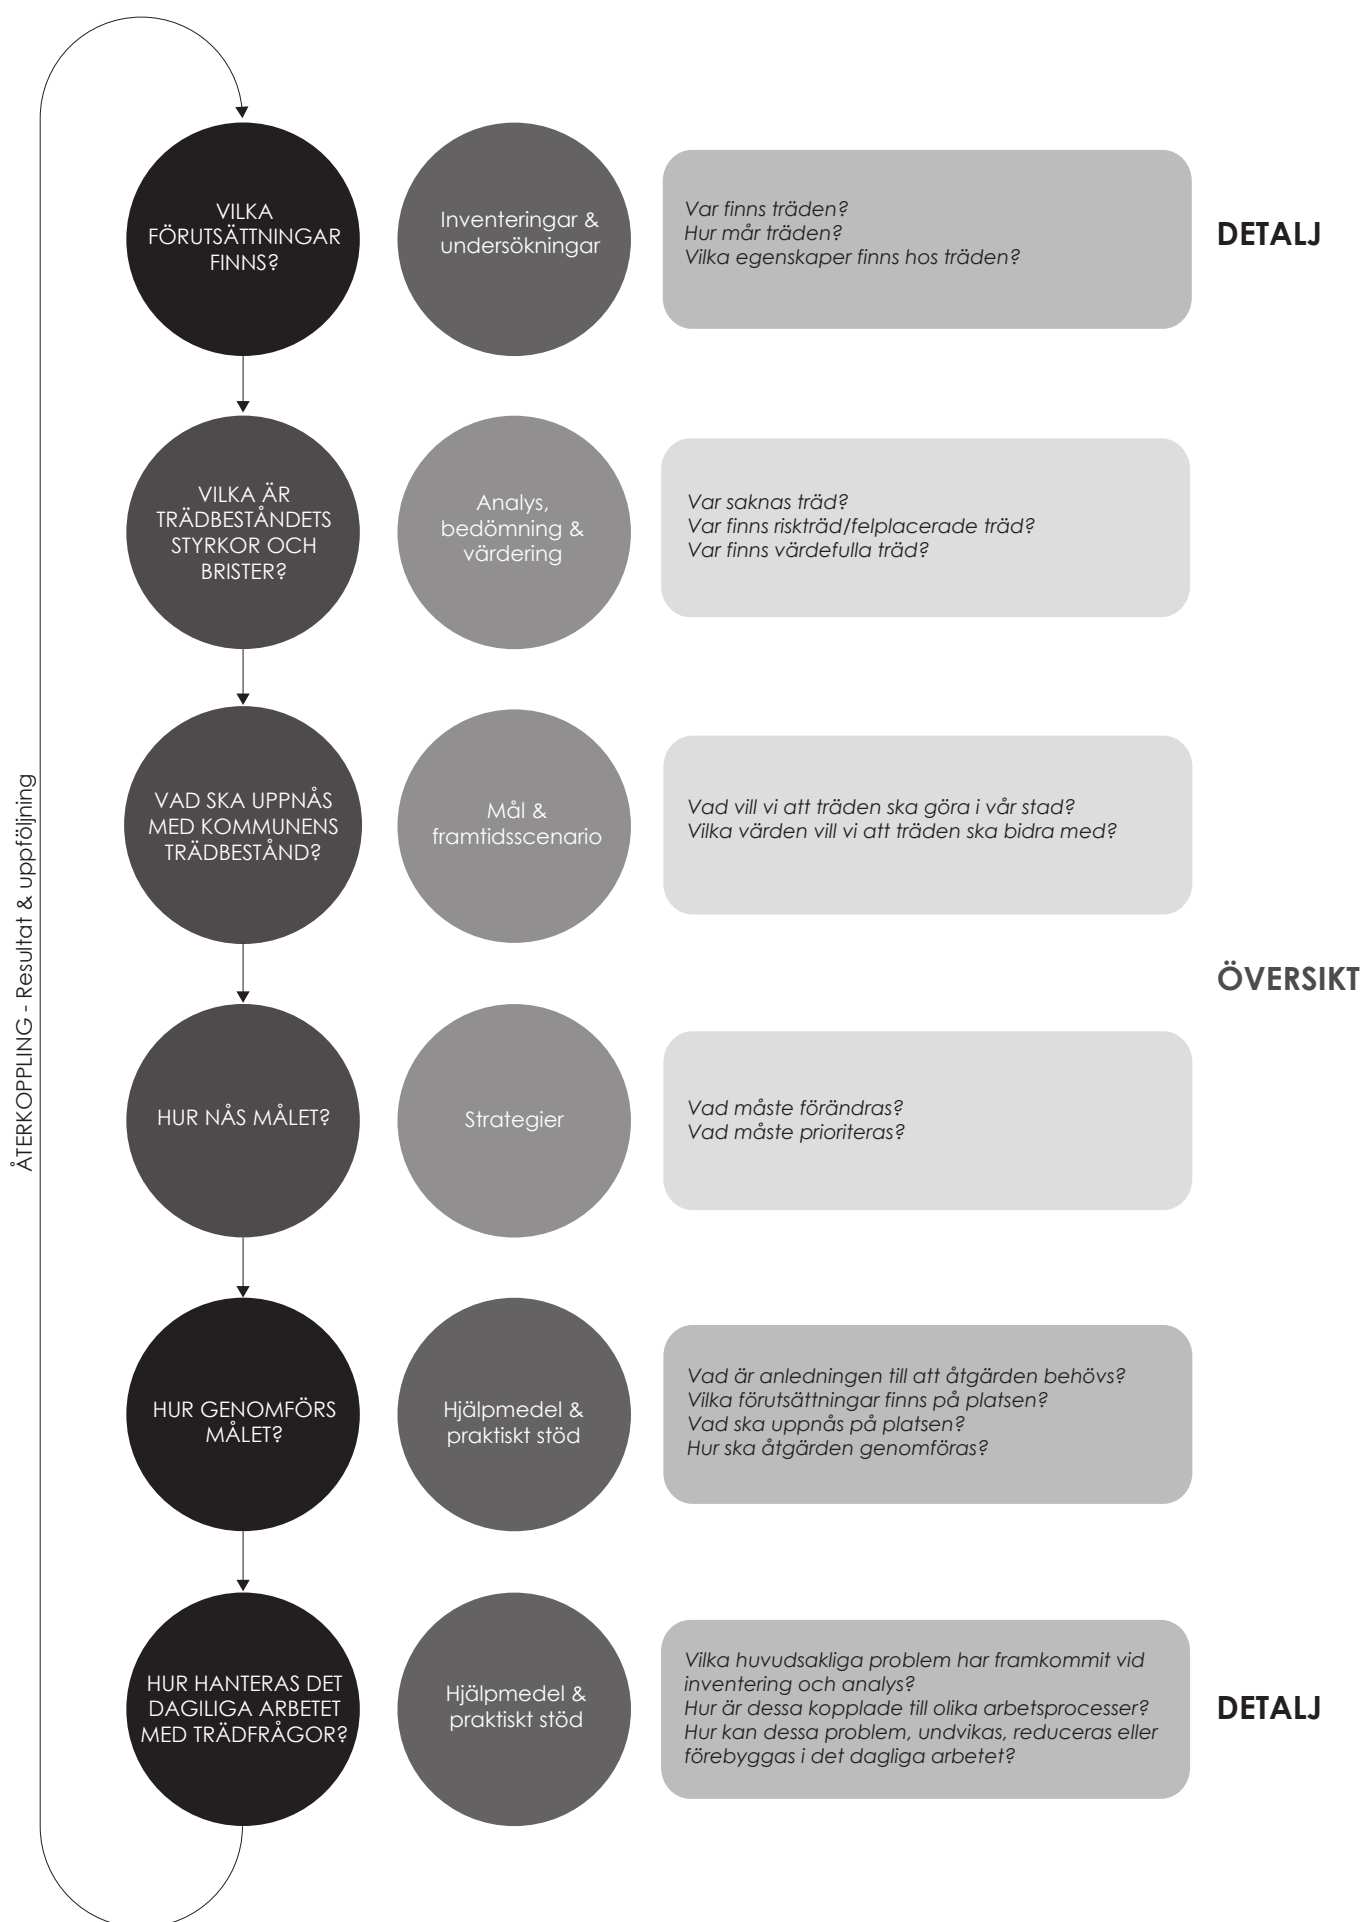 VILKA
FÖRUTSÄTTNINGAR
FINNS?
Inventeringar &
undersökningar
Var finns träden?
Hur mår träden?
Vilka egenskaper finns hos träden?
DETALJ
VILKA ÄR
TRÄDBESTÅNDETS
STYRKOR OCH
BRISTER?
Analys,
bedömning &
värdering
Var saknas träd?
Var finns riskträd/felplacerade träd?
Var finns värdefulla träd?
VAD SKA UPPNÅS
MED KOMMUNENS
TRÄDBESTÅND?
Mål &
framtidsscenario
Vad vill vi att träden ska göra i vår stad?
Vilka värden vill vi att träden ska bidra med?
ÅTERKOPPLING - Resultat & uppföljning
ÖVERSIKT
HUR NÅS MÅLET?
Strategier
Vad måste förändras?
Vad måste prioriteras?
HUR GENOMFÖRS
MÅLET?
Hjälpmedel &
praktiskt stöd
Vad är anledningen till att åtgärden behövs?
Vilka förutsättningar finns på platsen?
Vad ska uppnås på platsen?
Hur ska åtgärden genomföras?
HUR HANTERAS DET
DAGILIGA ARBETET
MED TRÄDFRÅGOR?
Hjälpmedel &
praktiskt stöd
Vilka huvudsakliga problem har framkommit vid
inventering och analys?
Hur är dessa kopplade till olika arbetsprocesser?
Hur kan dessa problem, undvikas, reduceras eller
förebyggas i det dagliga arbetet?
DETALJ